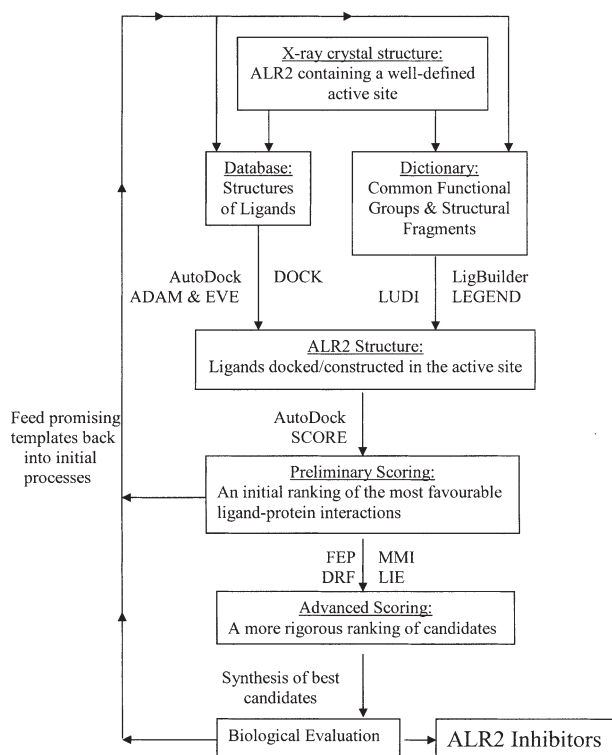 X-ray crystal structure:
ALR2 containing a well-defined
active site
Database:
Structures
of Ligands
Dictionary:
Common Functional
Groups & Structural
Fragments
AutoDock
ADAM & EVE
DOCK
LUDI
LigBuilder
LEGEND
ALR2 Structure:
Ligands docked/constructed in the active site
Feed promising
templates back
into initial
processes
AutoDock
SCORE
Preliminary Scoring:
An initial ranking of the most favourable
ligand-protein interactions
FEP
DRF
MMI
LIE
Advanced Scoring:
A more rigorous ranking of candidates
Synthesis of best
candidates
Biological Evaluation
ALR2 Inhibitors